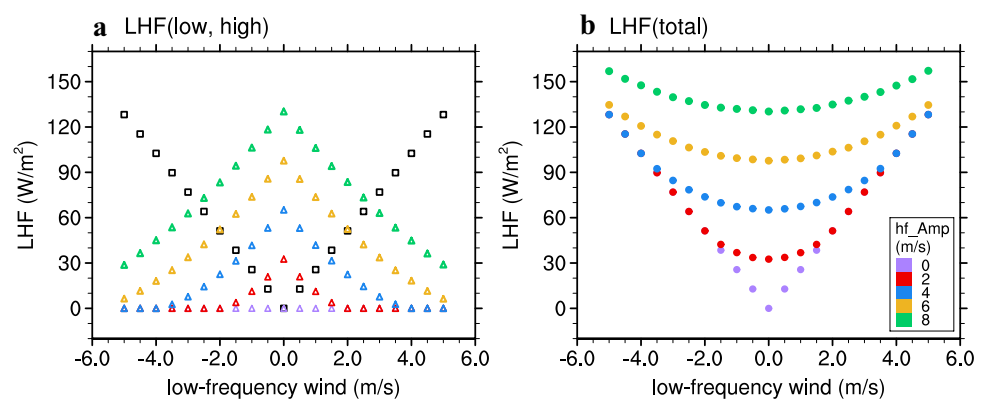 a LHF(low, high)
LHF (W/m²)
150
120
90
60
30
0
-6.0 -4.0 -2.0 0.0 2.0 4.0 6.0
low-frequency wind (m/s)
b LHF(total)
LHF (W/m²)
150
120
90
60
30
0
hf_Amp
(m/s)
0
2
4
6
8
-6.0 -4.0 -2.0 0.0 2.0 4.0 6.0
low-frequency wind (m/s)